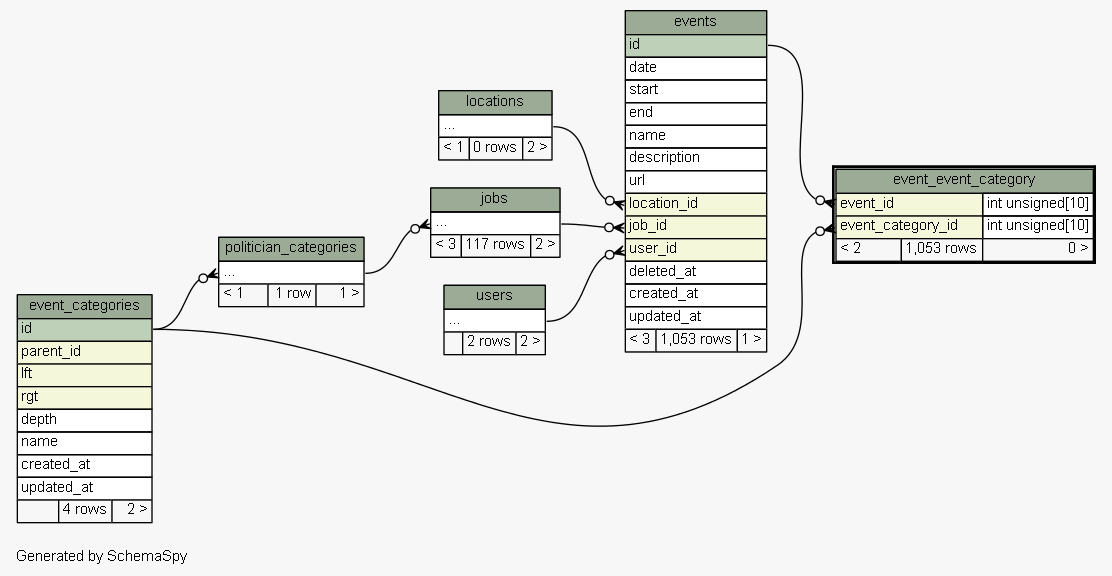 events
id
date
start
end
name
description
url
location_id
job_id
user_id
deleted_at
created_at
updated_at
< 3 1,053 rows 1 >
locations
...
< 1 0 rows 2 >
jobs
...
< 3 117 rows 2 >
users
...
2 rows 2 >
politician_categories
...
< 1 1 row 1 >
event_categories
id
parent_id
lft
rgt
depth
name
created_at
updated_at
4 rows 2 >
event_event_category
event_id int unsigned[10]
event_category_id int unsigned[10]
< 2 1,053 rows 0 >
Generated by SchemaSpy